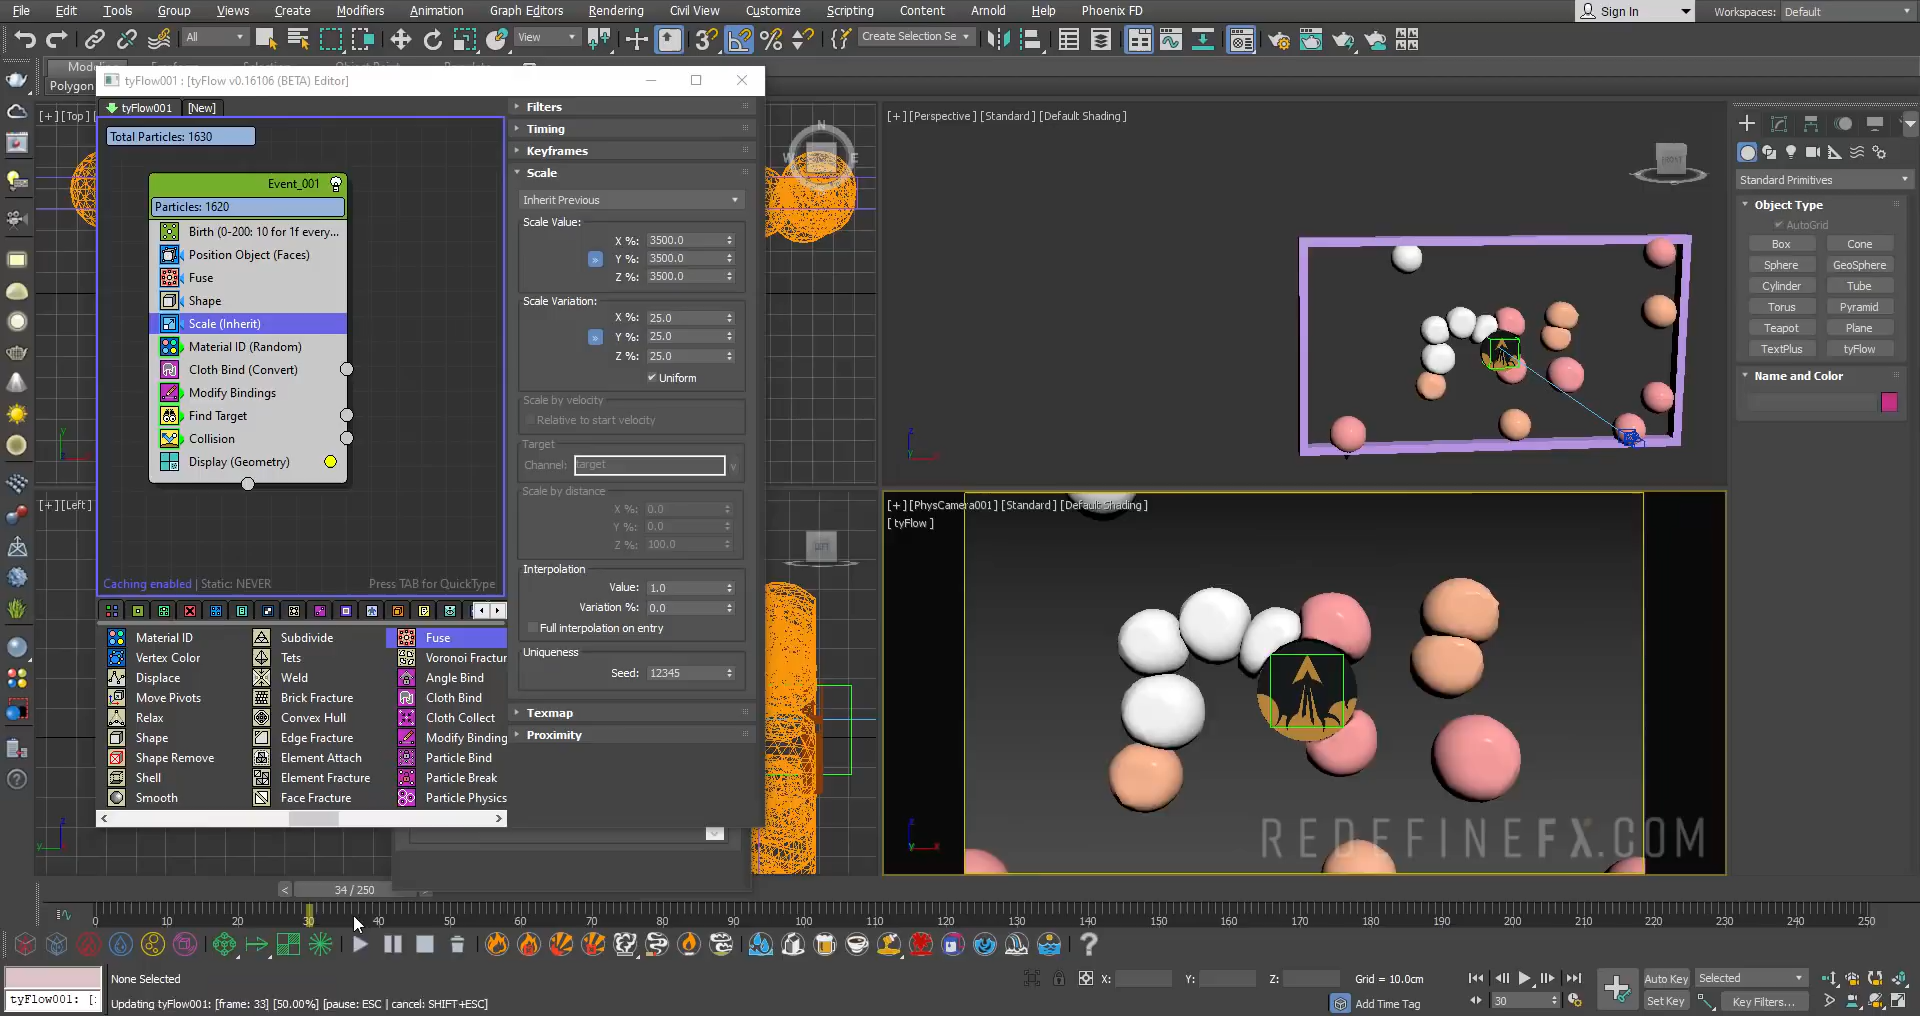 File Edit Tools Group Views Create Modifiers Animation Graph Editors Rendering Civil View Customize Scripting Content Arnold Help Phoenix FD Sign In Workspaces: Default
All View Create Selection Se
Polygon
tyFlow001 : [tyFlow v0.16106 (BETA) Editor]
tyFlow001 [New]
Total Particles: 1630
Event_001
Particles: 1620
Birth (0-200: 10 for 1f every...
Position Object (Faces)
Fuse
Shape
Scale (Inherit)
Material ID (Random)
Cloth Bind (Convert)
Modify Bindings
Find Target
Collision
Display (Geometry)
Caching enabled | Static: NEVER Press TAB for QuickType
Material ID Subdivide Fuse
Vertex Color Tets Voronoi Fractur
Displace Weld Angle Bind
Move Pivots Brick Fracture Cloth Bind
Relax Convex Hull Cloth Collect
Shape Edge Fracture Modify Binding
Shape Remove Element Attach Particle Bind
Shell Element Fracture Particle Break
Smooth Face Fracture Particle Physics
Filters
Timing
Keyframes
Scale
Inherit Previous
Scale Value:
X %: 3500.0
Y %: 3500.0
Z %: 3500.0
Scale Variation:
X %: 25.0
Y %: 25.0
Z %: 25.0
Uniform
Scale by velocity
Relative to start velocity
Target
Channel: target
Scale by distance
X %: 0.0
Y %: 0.0
Z %: 100.0
Interpolation
Value: 1.0
Variation %: 0.0
Full interpolation on entry
Uniqueness
Seed: 12345
Texmap
Proximity
[+] [Top]
[+] [Left]
[+] [Perspective] [Standard] [Default Shading]
[+] [PhysCamera001] [Standard] [Default Shading]
[ tyFlow ]
REDEFINEFX.COM
Standard Primitives
Object Type
AutoGrid
Box Cone
Sphere GeoSphere
Cylinder Tube
Torus Pyramid
Teapot Plane
TextPlus tyFlow
Name and Color
< 34 / 250
0 10 20 30 40 50 60 70 80 90 100 110 120 130 140 150 160 170 180 190 200 210 220 230 240 250
None Selected X: Y: Z: Grid = 10.0cm Auto Key Selected
tyFlow001: [: Updating tyFlow001: [frame: 33] [50.00%] [pause: ESC | cancel: SHIFT+ESC] Add Time Tag 30 Set Key Key Filters...